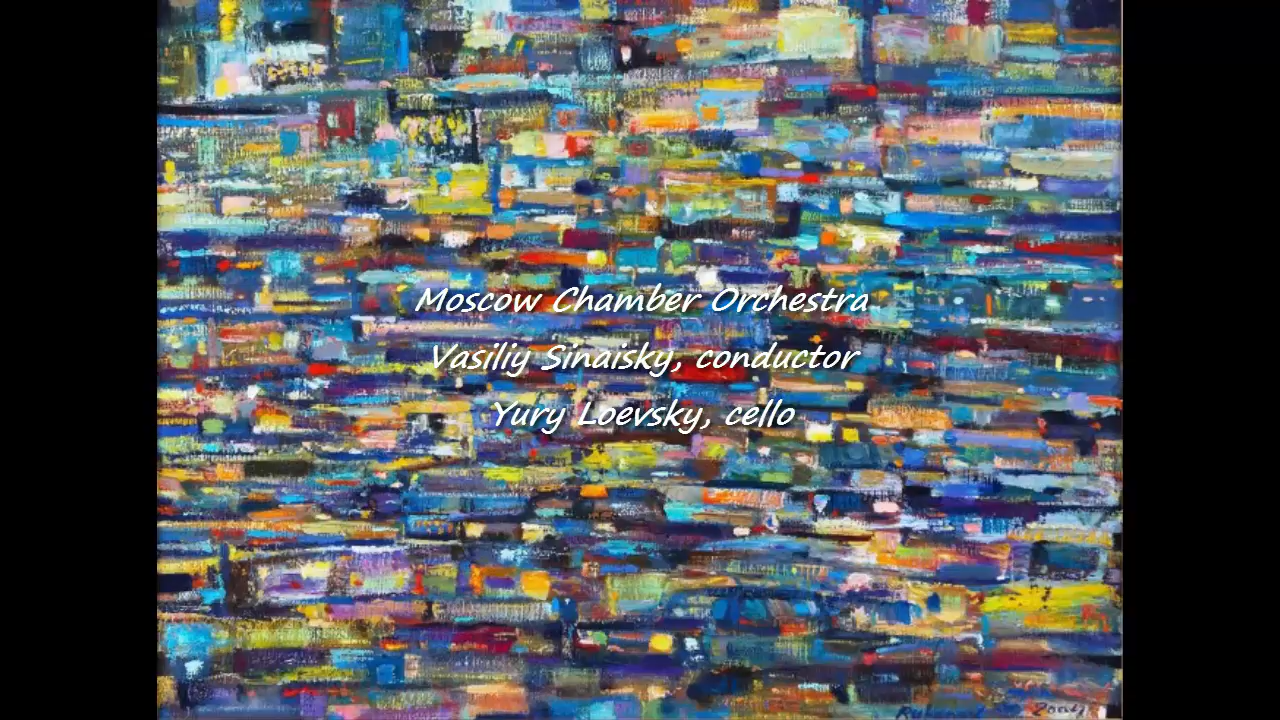 Moscow Chamber Orchestra
Vasiliy Sinaisky, conductor
Yury Loevsky, cello